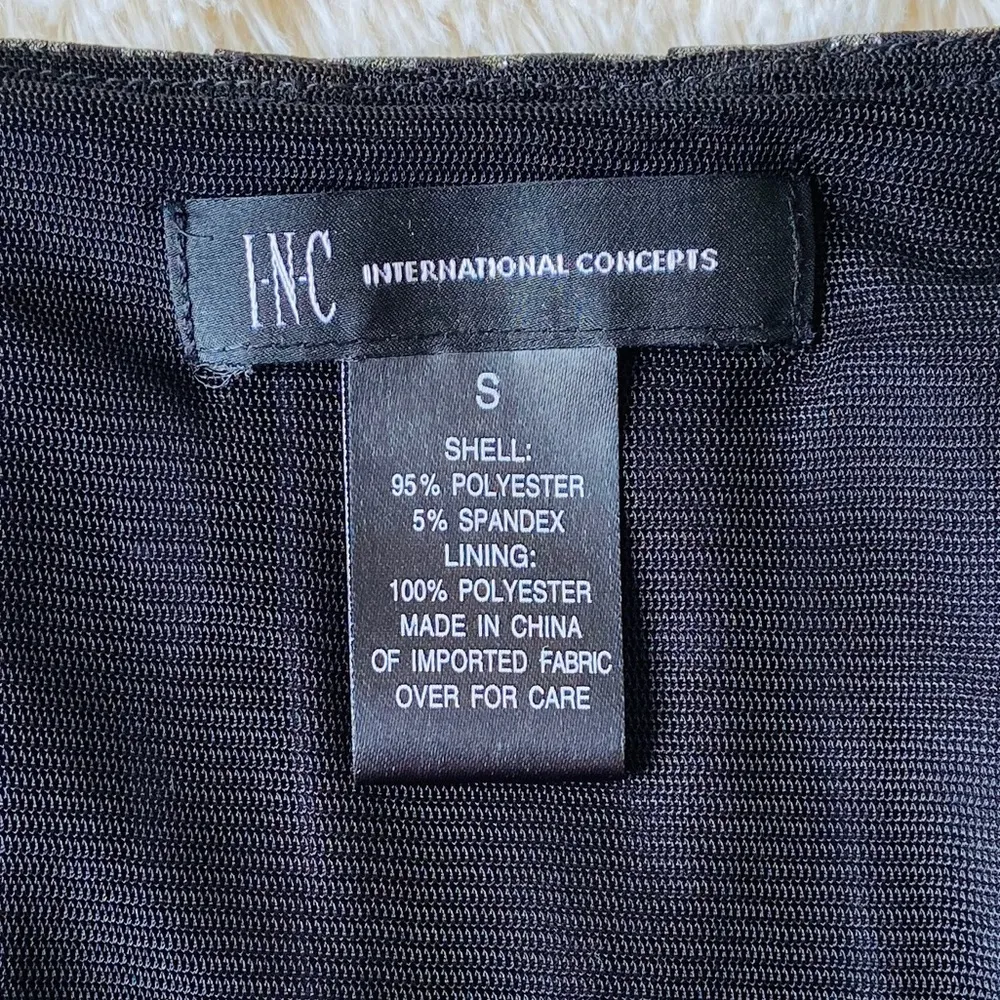 I·N·C INTERNATIONAL CONCEPTS
S
SHELL:
95% POLYESTER
5% SPANDEX
LINING:
100% POLYESTER
MADE IN CHINA
OF IMPORTED FABRIC
OVER FOR CARE